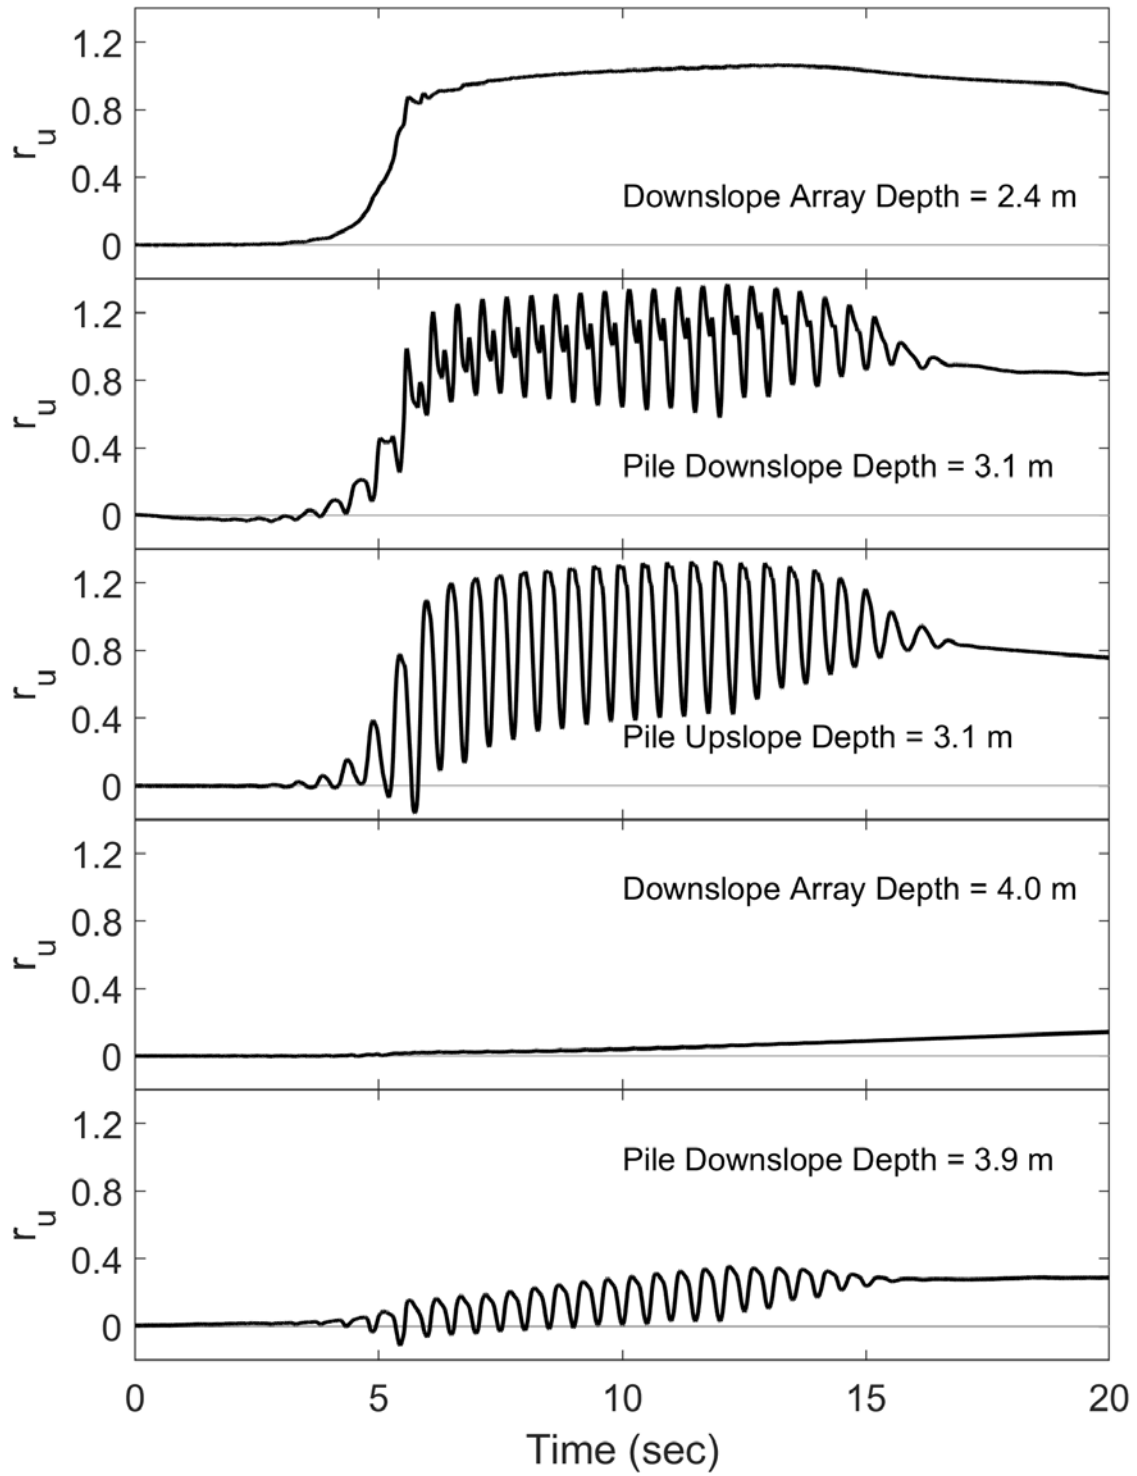 1.2
0.8
0.4
0
r_u
Downslope Array Depth = 2.4 m
1.2
0.8
0.4
0
r_u
Pile Downslope Depth = 3.1 m
1.2
0.8
0.4
0
r_u
Pile Upslope Depth = 3.1 m
1.2
0.8
0.4
0
r_u
Downslope Array Depth = 4.0 m
1.2
0.8
0.4
0
r_u
Pile Downslope Depth = 3.9 m
0 5 10 15 20
Time (sec)